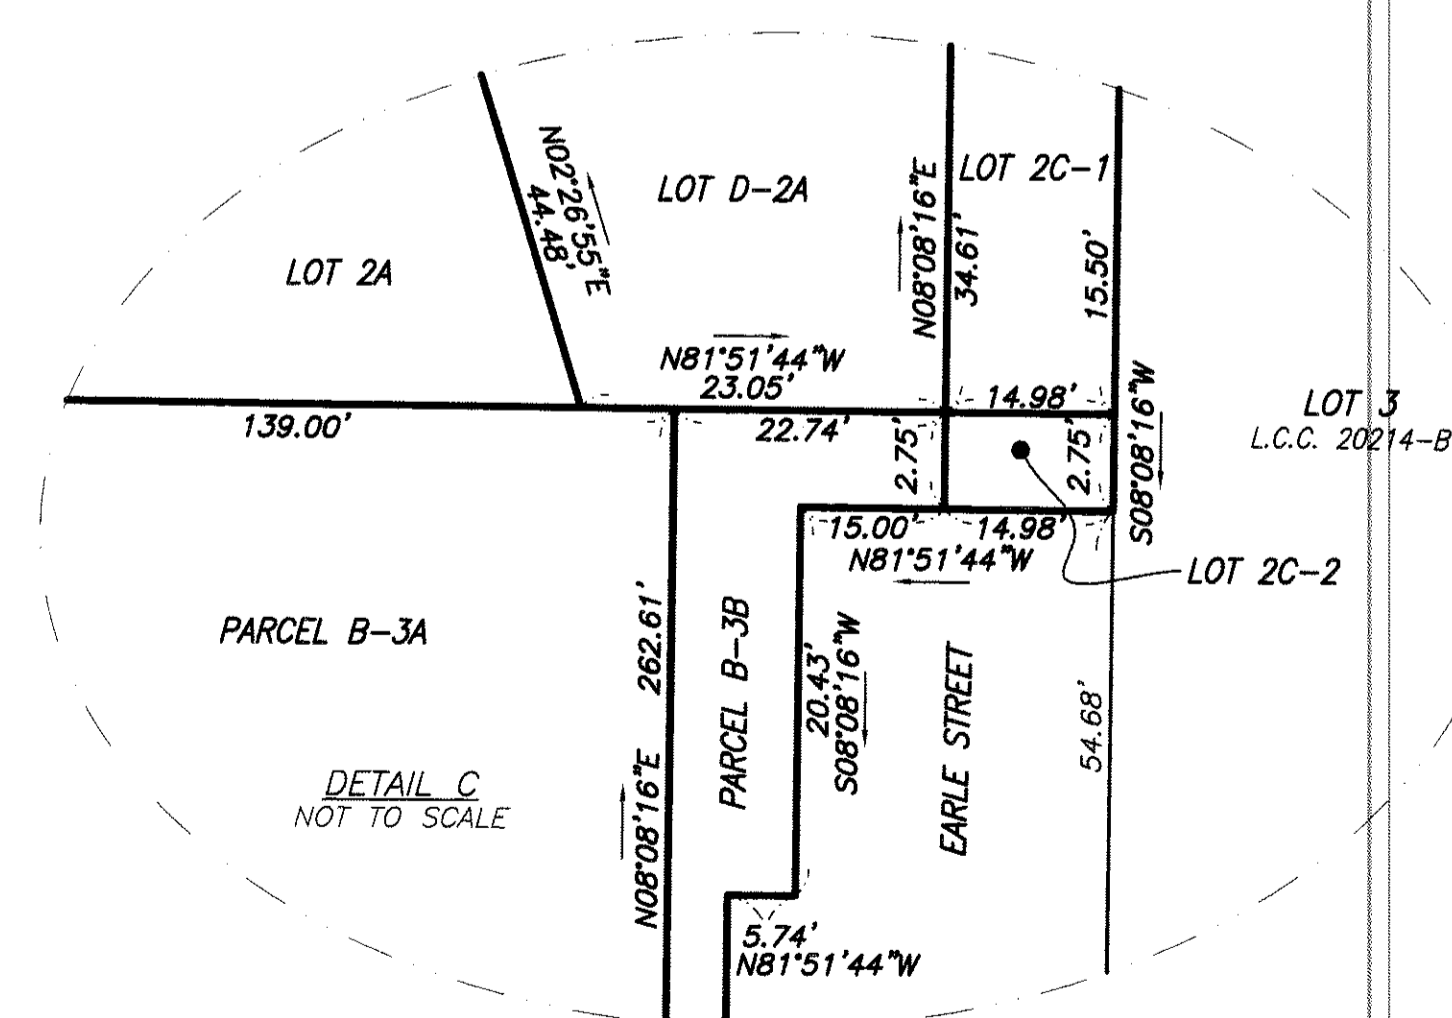 N02°26'55"E
44.48'
LOT D-2A
LOT 2A
N08°08'16"E
34.61'
LOT 2C-1
15.50'
N81°51'44"W
23.05'
139.00'
22.74'
2.75'
14.98'
2.75'
S08°08'16"W
LOT 3
L.C.C. 20214-B
15.00'
14.98'
N81°51'44"W
LOT 2C-2
PARCEL B-3A
N08°08'16"E 262.61'
PARCEL B-3B
20.43'
S08°08'16"W
EARLE STREET
54.68'
DETAIL C
NOT TO SCALE
5.74'
N81°51'44"W